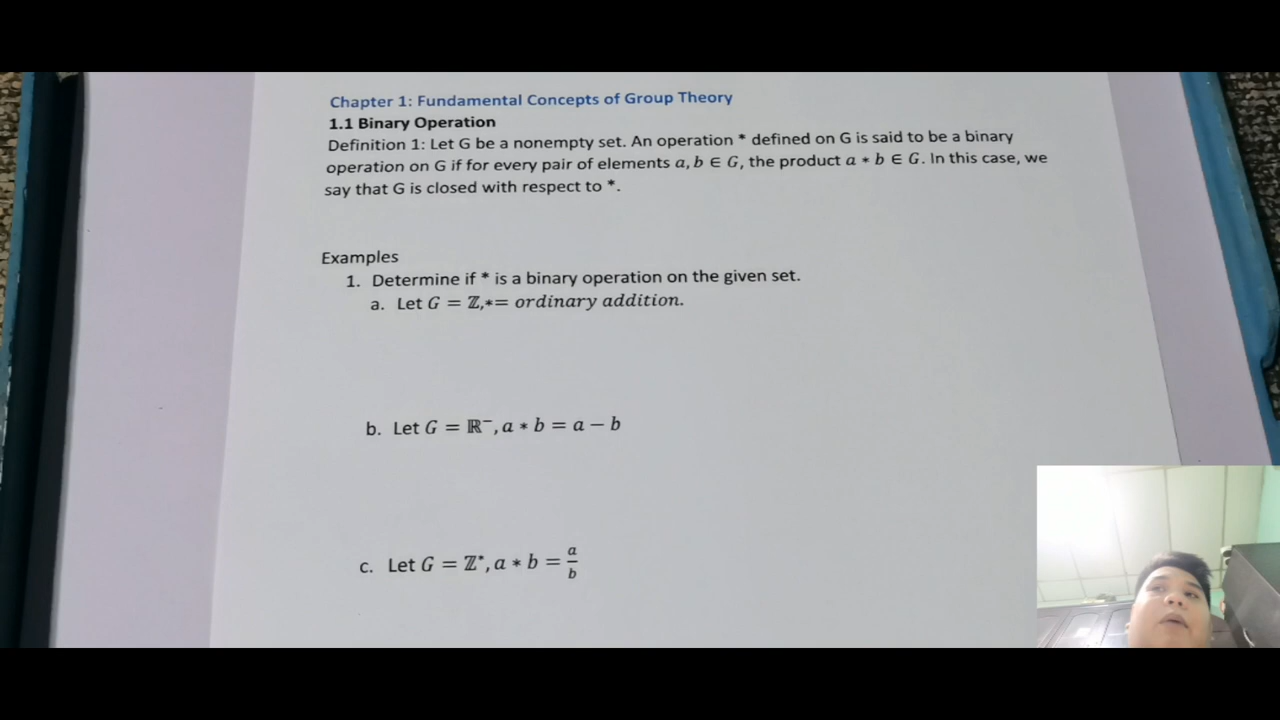 Chapter 1: Fundamental Concepts of Group Theory
1.1 Binary Operation
Definition 1: Let G be a nonempty set. An operation * defined on G is said to be a binary
operation on G if for every pair of elements a, b ∈ G, the product a * b ∈ G. In this case, we
say that G is closed with respect to *.
Examples
1. Determine if * is a binary operation on the given set.
a. Let G = ℤ,*= ordinary addition.
b. Let G = ℝ⁻, a * b = a − b
c. Let G = ℤ*, a * b = a/b